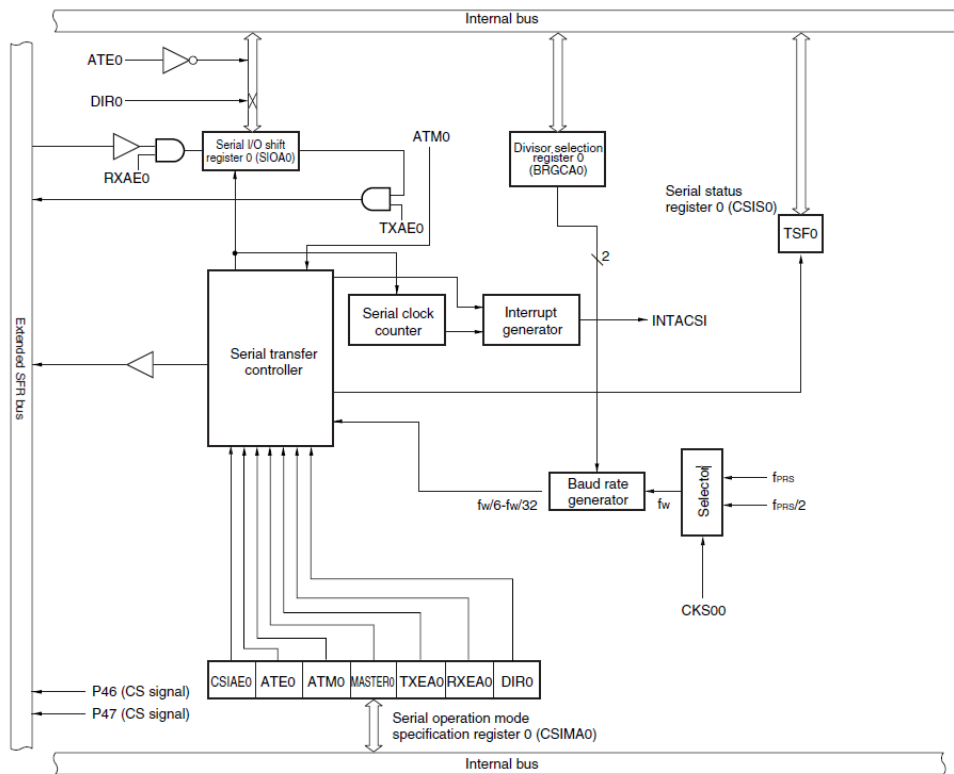 Internal bus
ATE0
DIR0
Serial I/O shift
register 0 (SIOA0)
RXAE0
ATM0
TXAE0
Divisor selection
register 0
(BRGCA0)
Serial status
register 0 (CSIS0)
TSF0
2
Serial clock
counter
Interrupt
generator
INTACSI
Extended SFR bus
Serial transfer
controller
Baud rate
generator
fw/6-fw/32
fw
Selector
fPRS
fPRS/2
CKS00
CSIAE0 ATE0 ATM0 MASTER0 TXEA0 RXEA0 DIR0
P46 (CS signal)
P47 (CS signal)
Serial operation mode
specification register 0 (CSIMA0)
Internal bus